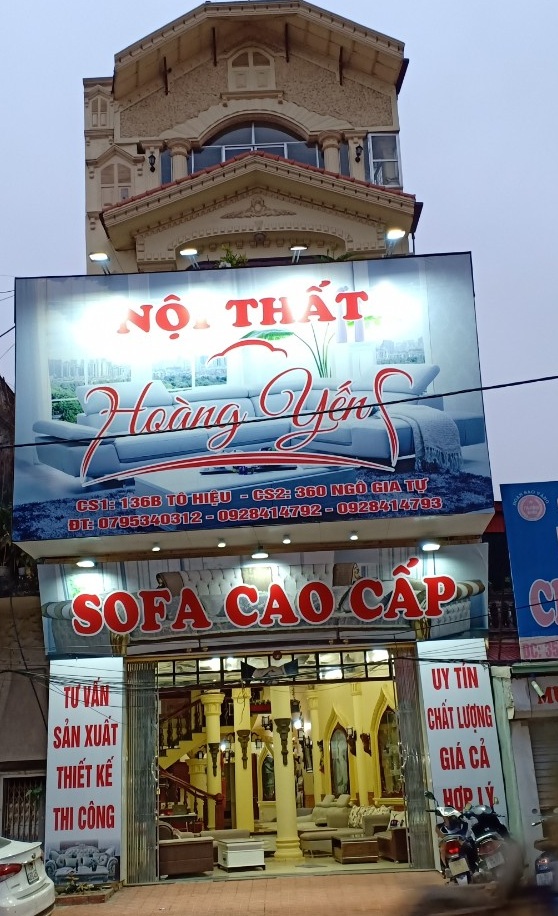 NỘI THẤT
Hoàng Yến
CS1: 136B TÔ HIỆU - CS2: 360 NGÔ GIA TỰ
ĐT: 0795340312 - 0928414792 - 0928414793
SOFA CAO CẤP
TƯ VẤN
SẢN XUẤT
THIẾT KẾ
THI CÔNG
UY TÍN
CHẤT LƯỢNG
GIÁ CẢ
HỢP LÝ